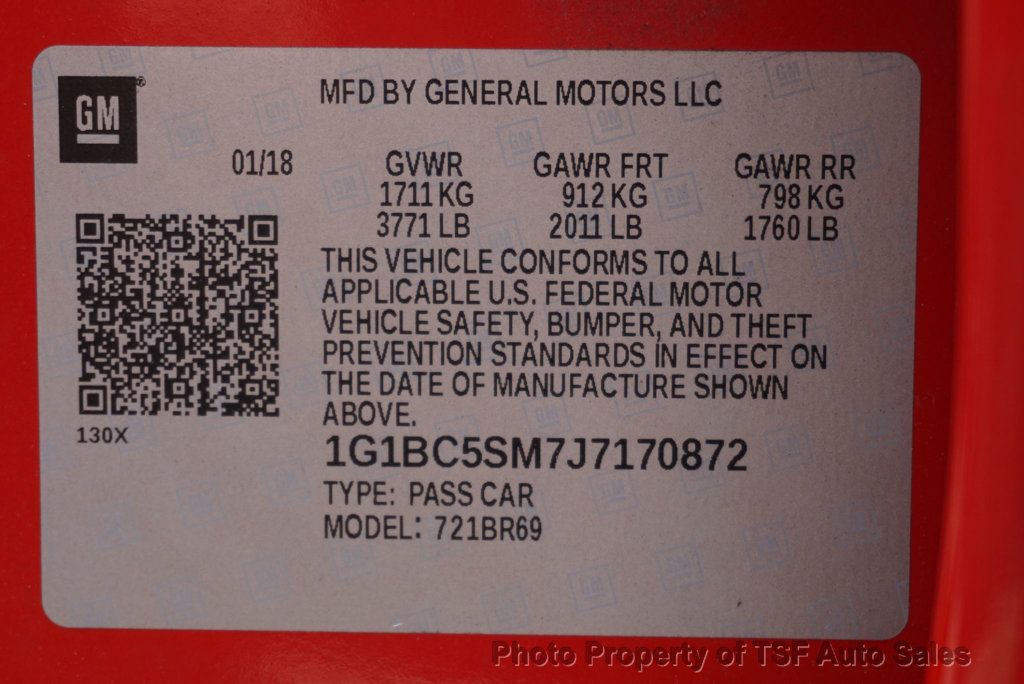 GM
MFD BY GENERAL MOTORS LLC
01/18 GVWR GAWR FRT GAWR RR
1711 KG 912 KG 798 KG
3771 LB 2011 LB 1760 LB
THIS VEHICLE CONFORMS TO ALL
APPLICABLE U.S. FEDERAL MOTOR
VEHICLE SAFETY, BUMPER, AND THEFT
PREVENTION STANDARDS IN EFFECT ON
THE DATE OF MANUFACTURE SHOWN
ABOVE.
130X
1G1BC5SM7J7170872
TYPE: PASS CAR
MODEL: 721BR69
Photo Property of TSF Auto Sales